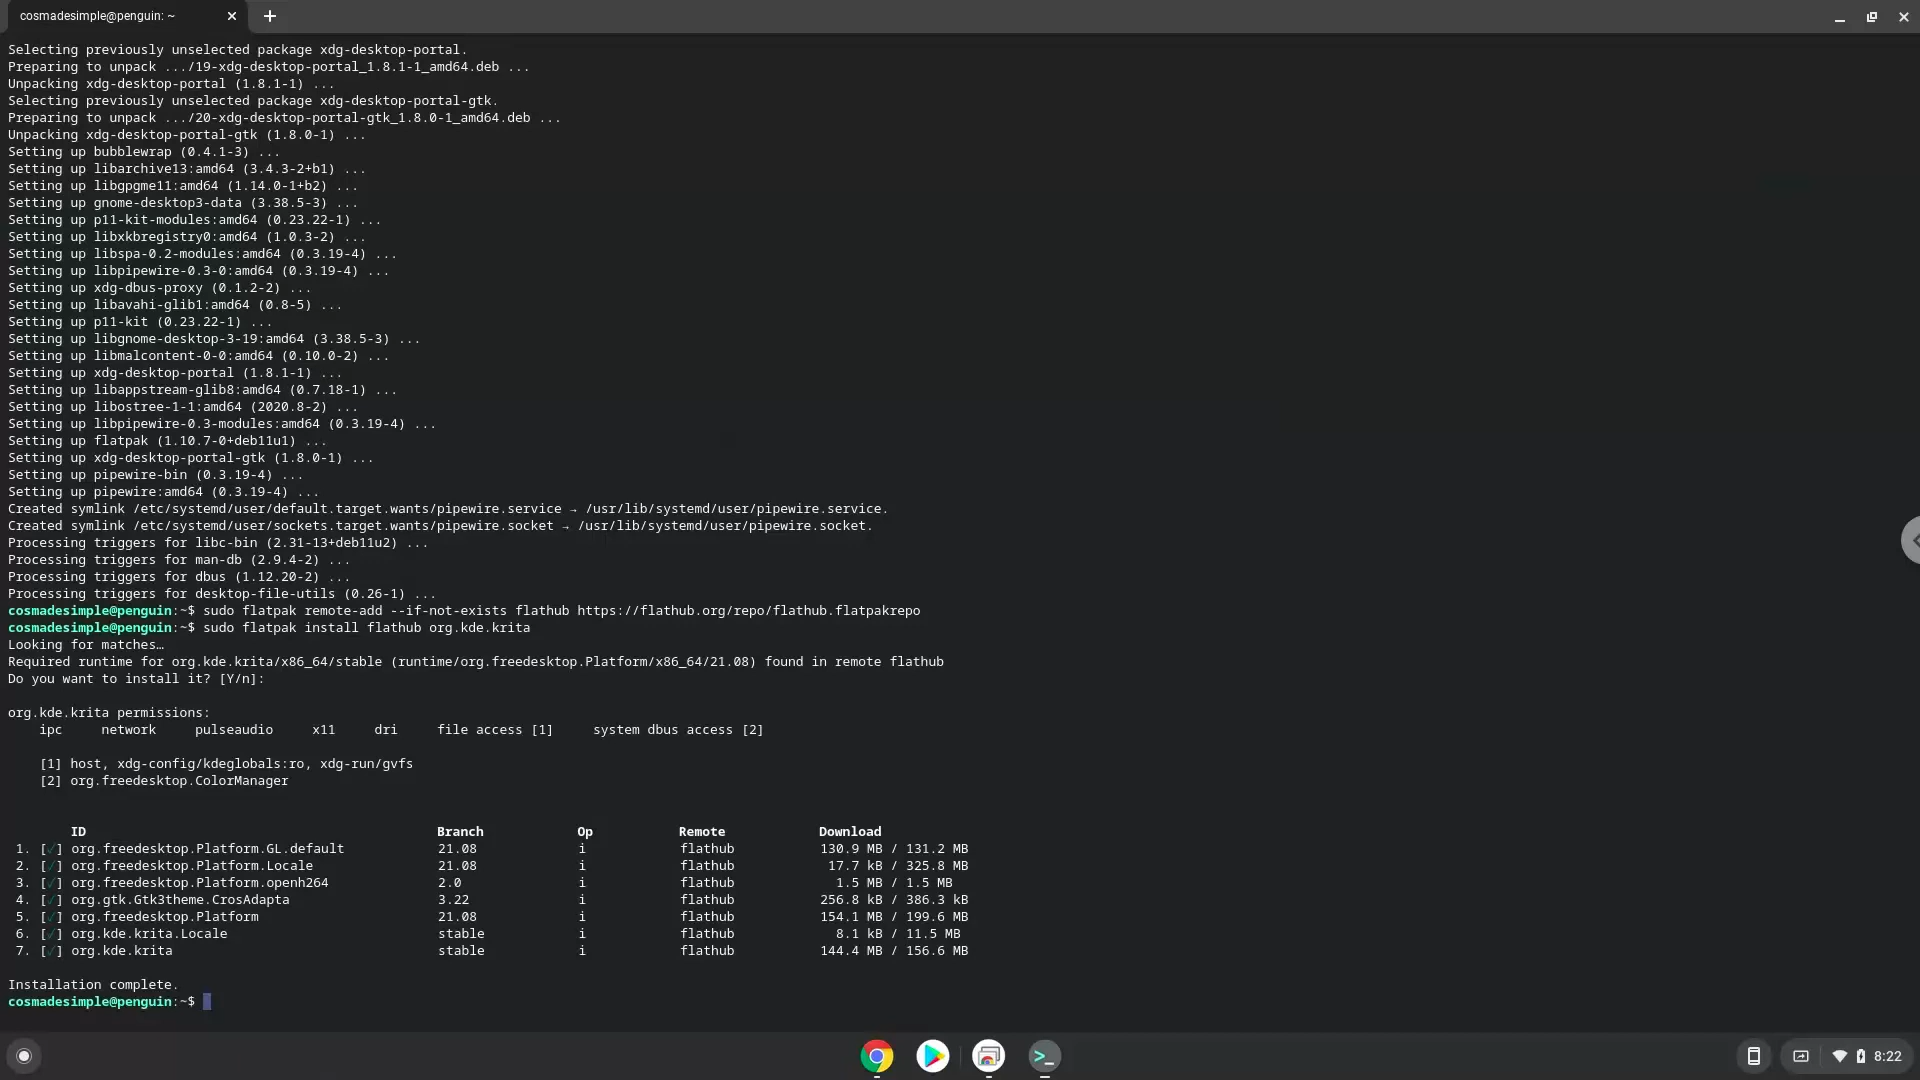 cosmadesimple@penguin: ~
Selecting previously unselected package xdg-desktop-portal.
Preparing to unpack .../19-xdg-desktop-portal_1.8.1-1_amd64.deb ...
Unpacking xdg-desktop-portal (1.8.1-1) ...
Selecting previously unselected package xdg-desktop-portal-gtk.
Preparing to unpack .../20-xdg-desktop-portal-gtk_1.8.0-1_amd64.deb ...
Unpacking xdg-desktop-portal-gtk (1.8.0-1) ...
Setting up bubblewrap (0.4.1-3) ...
Setting up libarchive13:amd64 (3.4.3-2+b1) ...
Setting up libgpgme11:amd64 (1.14.0-1+b2) ...
Setting up gnome-desktop3-data (3.38.5-3) ...
Setting up p11-kit-modules:amd64 (0.23.22-1) ...
Setting up libxkbregistry0:amd64 (1.0.3-2) ...
Setting up libspa-0.2-modules:amd64 (0.3.19-4) ...
Setting up libpipewire-0.3-0:amd64 (0.3.19-4) ...
Setting up xdg-dbus-proxy (0.1.2-2) ...
Setting up libavahi-glib1:amd64 (0.8-5) ...
Setting up p11-kit (0.23.22-1) ...
Setting up libgnome-desktop-3-19:amd64 (3.38.5-3) ...
Setting up libmalcontent-0-0:amd64 (0.10.0-2) ...
Setting up xdg-desktop-portal (1.8.1-1) ...
Setting up libappstream-glib8:amd64 (0.7.18-1) ...
Setting up libostree-1-1:amd64 (2020.8-2) ...
Setting up libpipewire-0.3-modules:amd64 (0.3.19-4) ...
Setting up flatpak (1.10.7-0+deb11u1) ...
Setting up xdg-desktop-portal-gtk (1.8.0-1) ...
Setting up pipewire-bin (0.3.19-4) ...
Setting up pipewire:amd64 (0.3.19-4) ...
Created symlink /etc/systemd/user/default.target.wants/pipewire.service → /usr/lib/systemd/user/pipewire.service.
Created symlink /etc/systemd/user/sockets.target.wants/pipewire.socket → /usr/lib/systemd/user/pipewire.socket.
Processing triggers for libc-bin (2.31-13+deb11u2) ...
Processing triggers for man-db (2.9.4-2) ...
Processing triggers for dbus (1.12.20-2) ...
Processing triggers for desktop-file-utils (0.26-1) ...
cosmadesimple@penguin:~$ sudo flatpak remote-add --if-not-exists flathub https://flathub.org/repo/flathub.flatpakrepo
cosmadesimple@penguin:~$ sudo flatpak install flathub org.kde.krita
Looking for matches…
Required runtime for org.kde.krita/x86_64/stable (runtime/org.freedesktop.Platform/x86_64/21.08) found in remote flathub
Do you want to install it? [Y/n]:
org.kde.krita permissions:
ipc network pulseaudio x11 dri file access [1] system dbus access [2]
[1] host, xdg-config/kdeglobals:ro, xdg-run/gvfs
[2] org.freedesktop.ColorManager
ID Branch Op Remote Download
1. [✓] org.freedesktop.Platform.GL.default 21.08 i flathub 130.9 MB / 131.2 MB
2. [✓] org.freedesktop.Platform.Locale 21.08 i flathub 17.7 kB / 325.8 MB
3. [✓] org.freedesktop.Platform.openh264 2.0 i flathub 1.5 MB / 1.5 MB
4. [✓] org.gtk.Gtk3theme.CrosAdapta 3.22 i flathub 256.8 kB / 386.3 kB
5. [✓] org.freedesktop.Platform 21.08 i flathub 154.1 MB / 199.6 MB
6. [✓] org.kde.krita.Locale stable i flathub 8.1 kB / 11.5 MB
7. [✓] org.kde.krita stable i flathub 144.4 MB / 156.6 MB
Installation complete.
cosmadesimple@penguin:~$
8:22